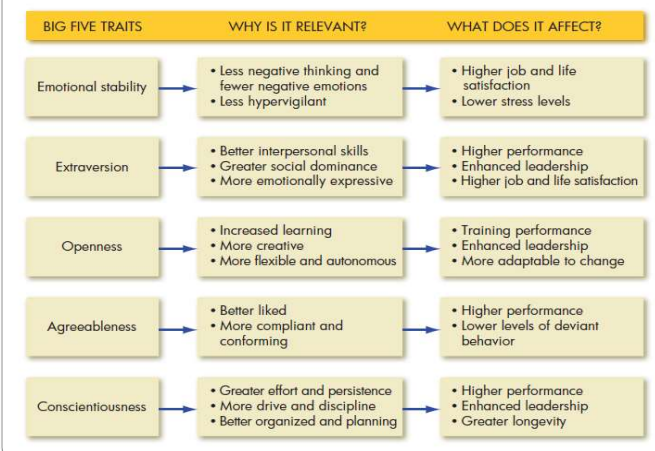 BIG FIVE TRAITS WHY IS IT RELEVANT? WHAT DOES IT AFFECT?
Emotional stability
• Less negative thinking and
fewer negative emotions
• Less hypervigilant
• Higher job and life
satisfaction
• Lower stress levels
Extraversion
• Better interpersonal skills
• Greater social dominance
• More emotionally expressive
• Higher performance
• Enhanced leadership
• Higher job and life satisfaction
Openness
• Increased learning
• More creative
• More flexible and autonomous
• Training performance
• Enhanced leadership
• More adaptable to change
Agreeableness
• Better liked
• More compliant and
conforming
• Higher performance
• Lower levels of deviant
behavior
Conscientiousness
• Greater effort and persistence
• More drive and discipline
• Better organized and planning
• Higher performance
• Enhanced leadership
• Greater longevity